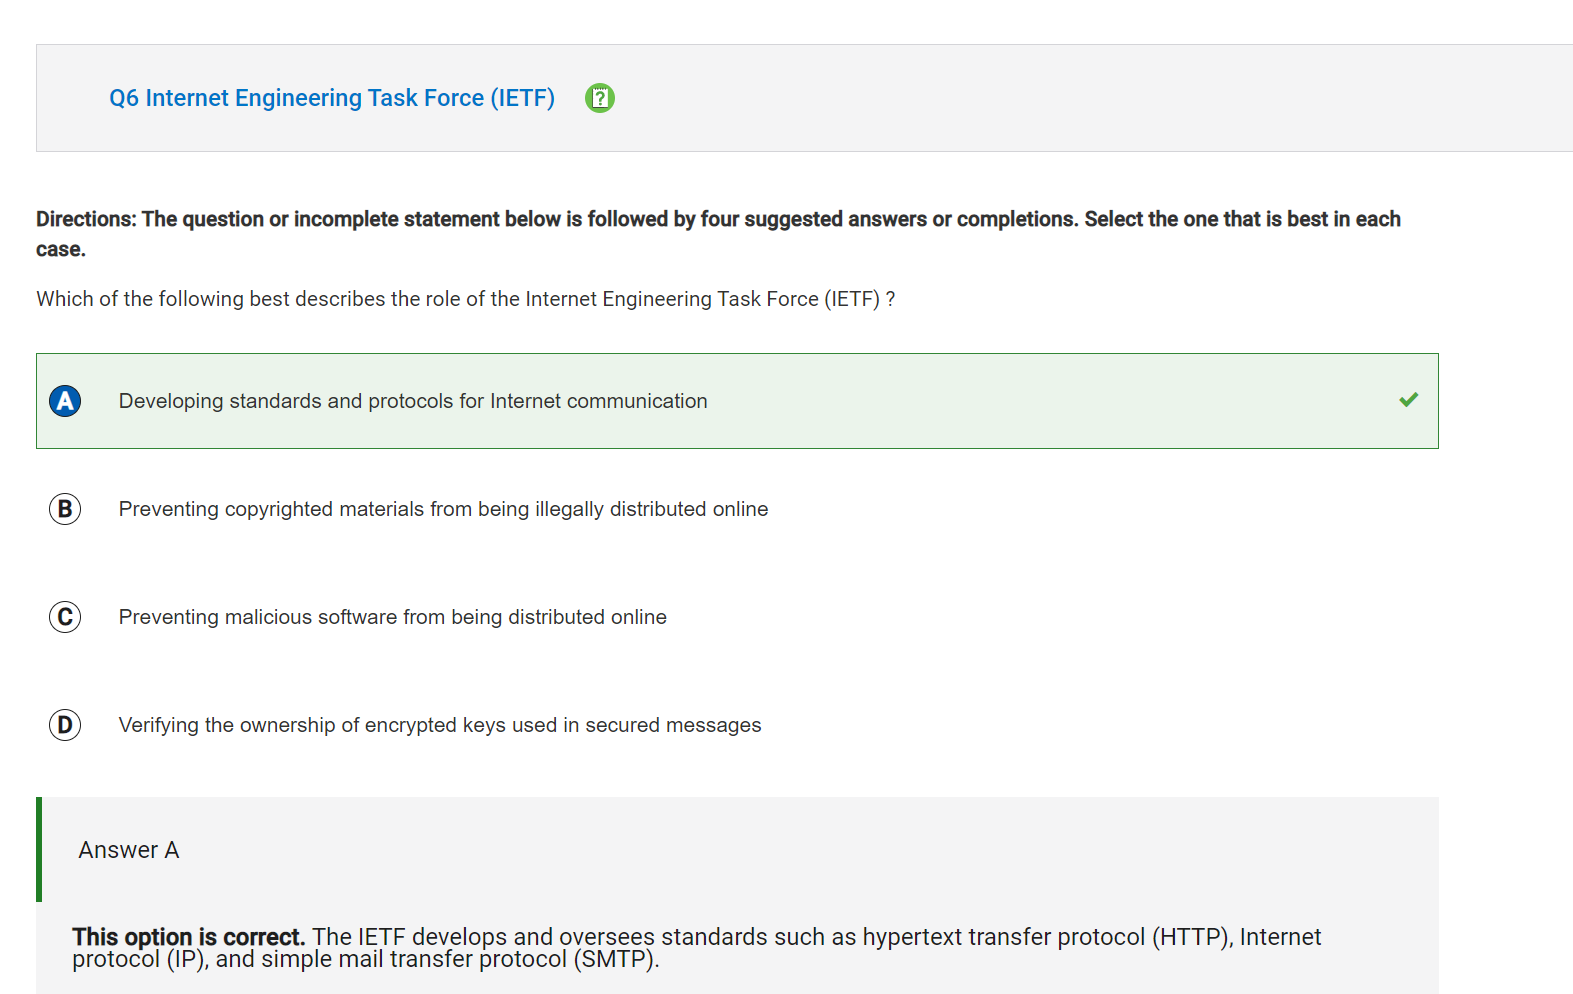 Q6 Internet Engineering Task Force (IETF)
Directions: The question or incomplete statement below is followed by four suggested answers or completions. Select the one that is best in each
case.
Which of the following best describes the role of the Internet Engineering Task Force (IETF) ?
A Developing standards and protocols for Internet communication
B Preventing copyrighted materials from being illegally distributed online
C Preventing malicious software from being distributed online
D Verifying the ownership of encrypted keys used in secured messages
Answer A
This option is correct. The IETF develops and oversees standards such as hypertext transfer protocol (HTTP), Internet
protocol (IP), and simple mail transfer protocol (SMTP).